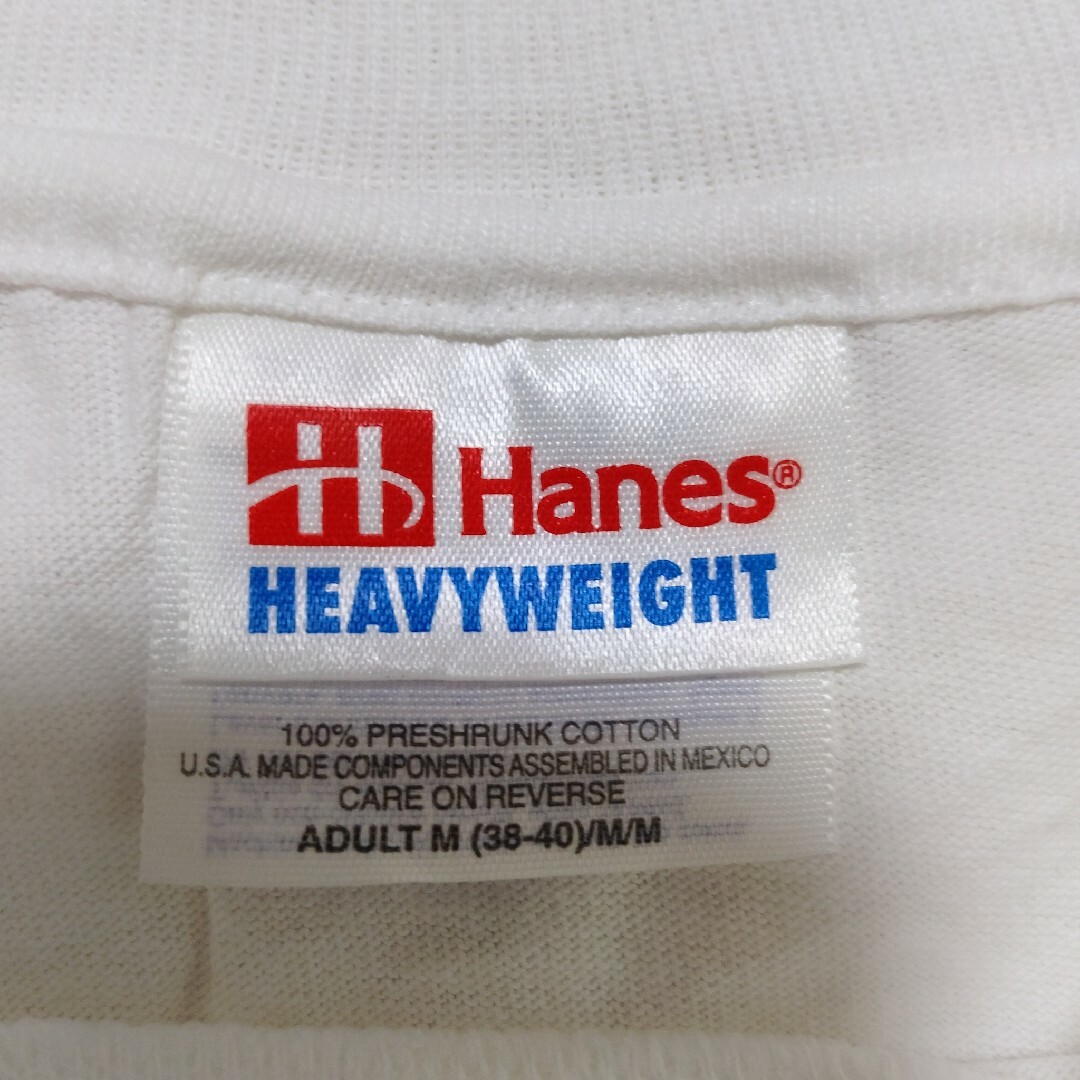 H Hanes®
HEAVYWEIGHT
100% PRESHRUNK COTTON
U.S.A. MADE COMPONENTS ASSEMBLED IN MEXICO
CARE ON REVERSE
ADULT M (38-40)/M/M